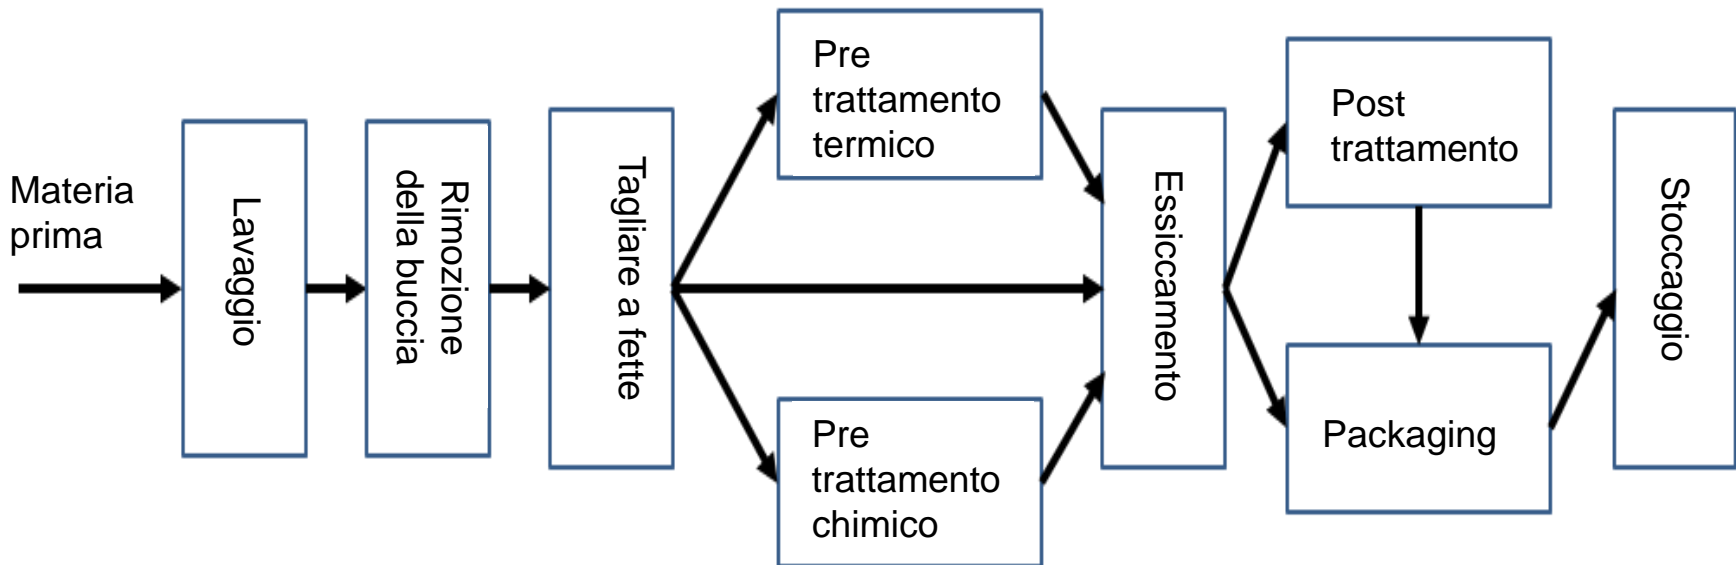 Materia
prima
Lavaggio
Rimozione
della buccia
Tagliare a fette
Pre
trattamento
termico
Pre
trattamento
chimico
Essiccamento
Post
trattamento
Packaging
Stoccaggio